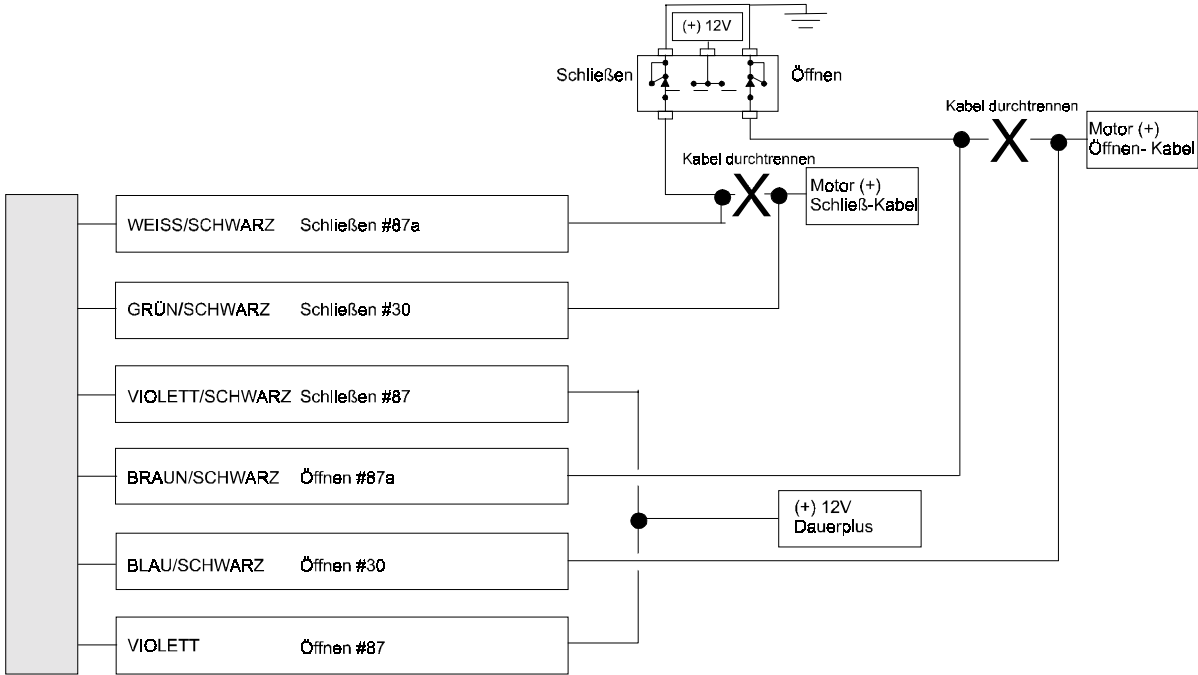 (+) 12V
Schließen
Öffnen
Kabel durchtrennen
X
Motor (+)
Öffnen- Kabel
Kabel durchtrennen
X
Motor (+)
Schließ-Kabel
WEISS/SCHWARZ Schließen #87a
GRÜN/SCHWARZ Schließen #30
VIOLETT/SCHWARZ Schließen #87
BRAUN/SCHWARZ Öffnen #87a
(+) 12V
Dauerplus
BLAU/SCHWARZ Öffnen #30
VIOLETT Öffnen #87